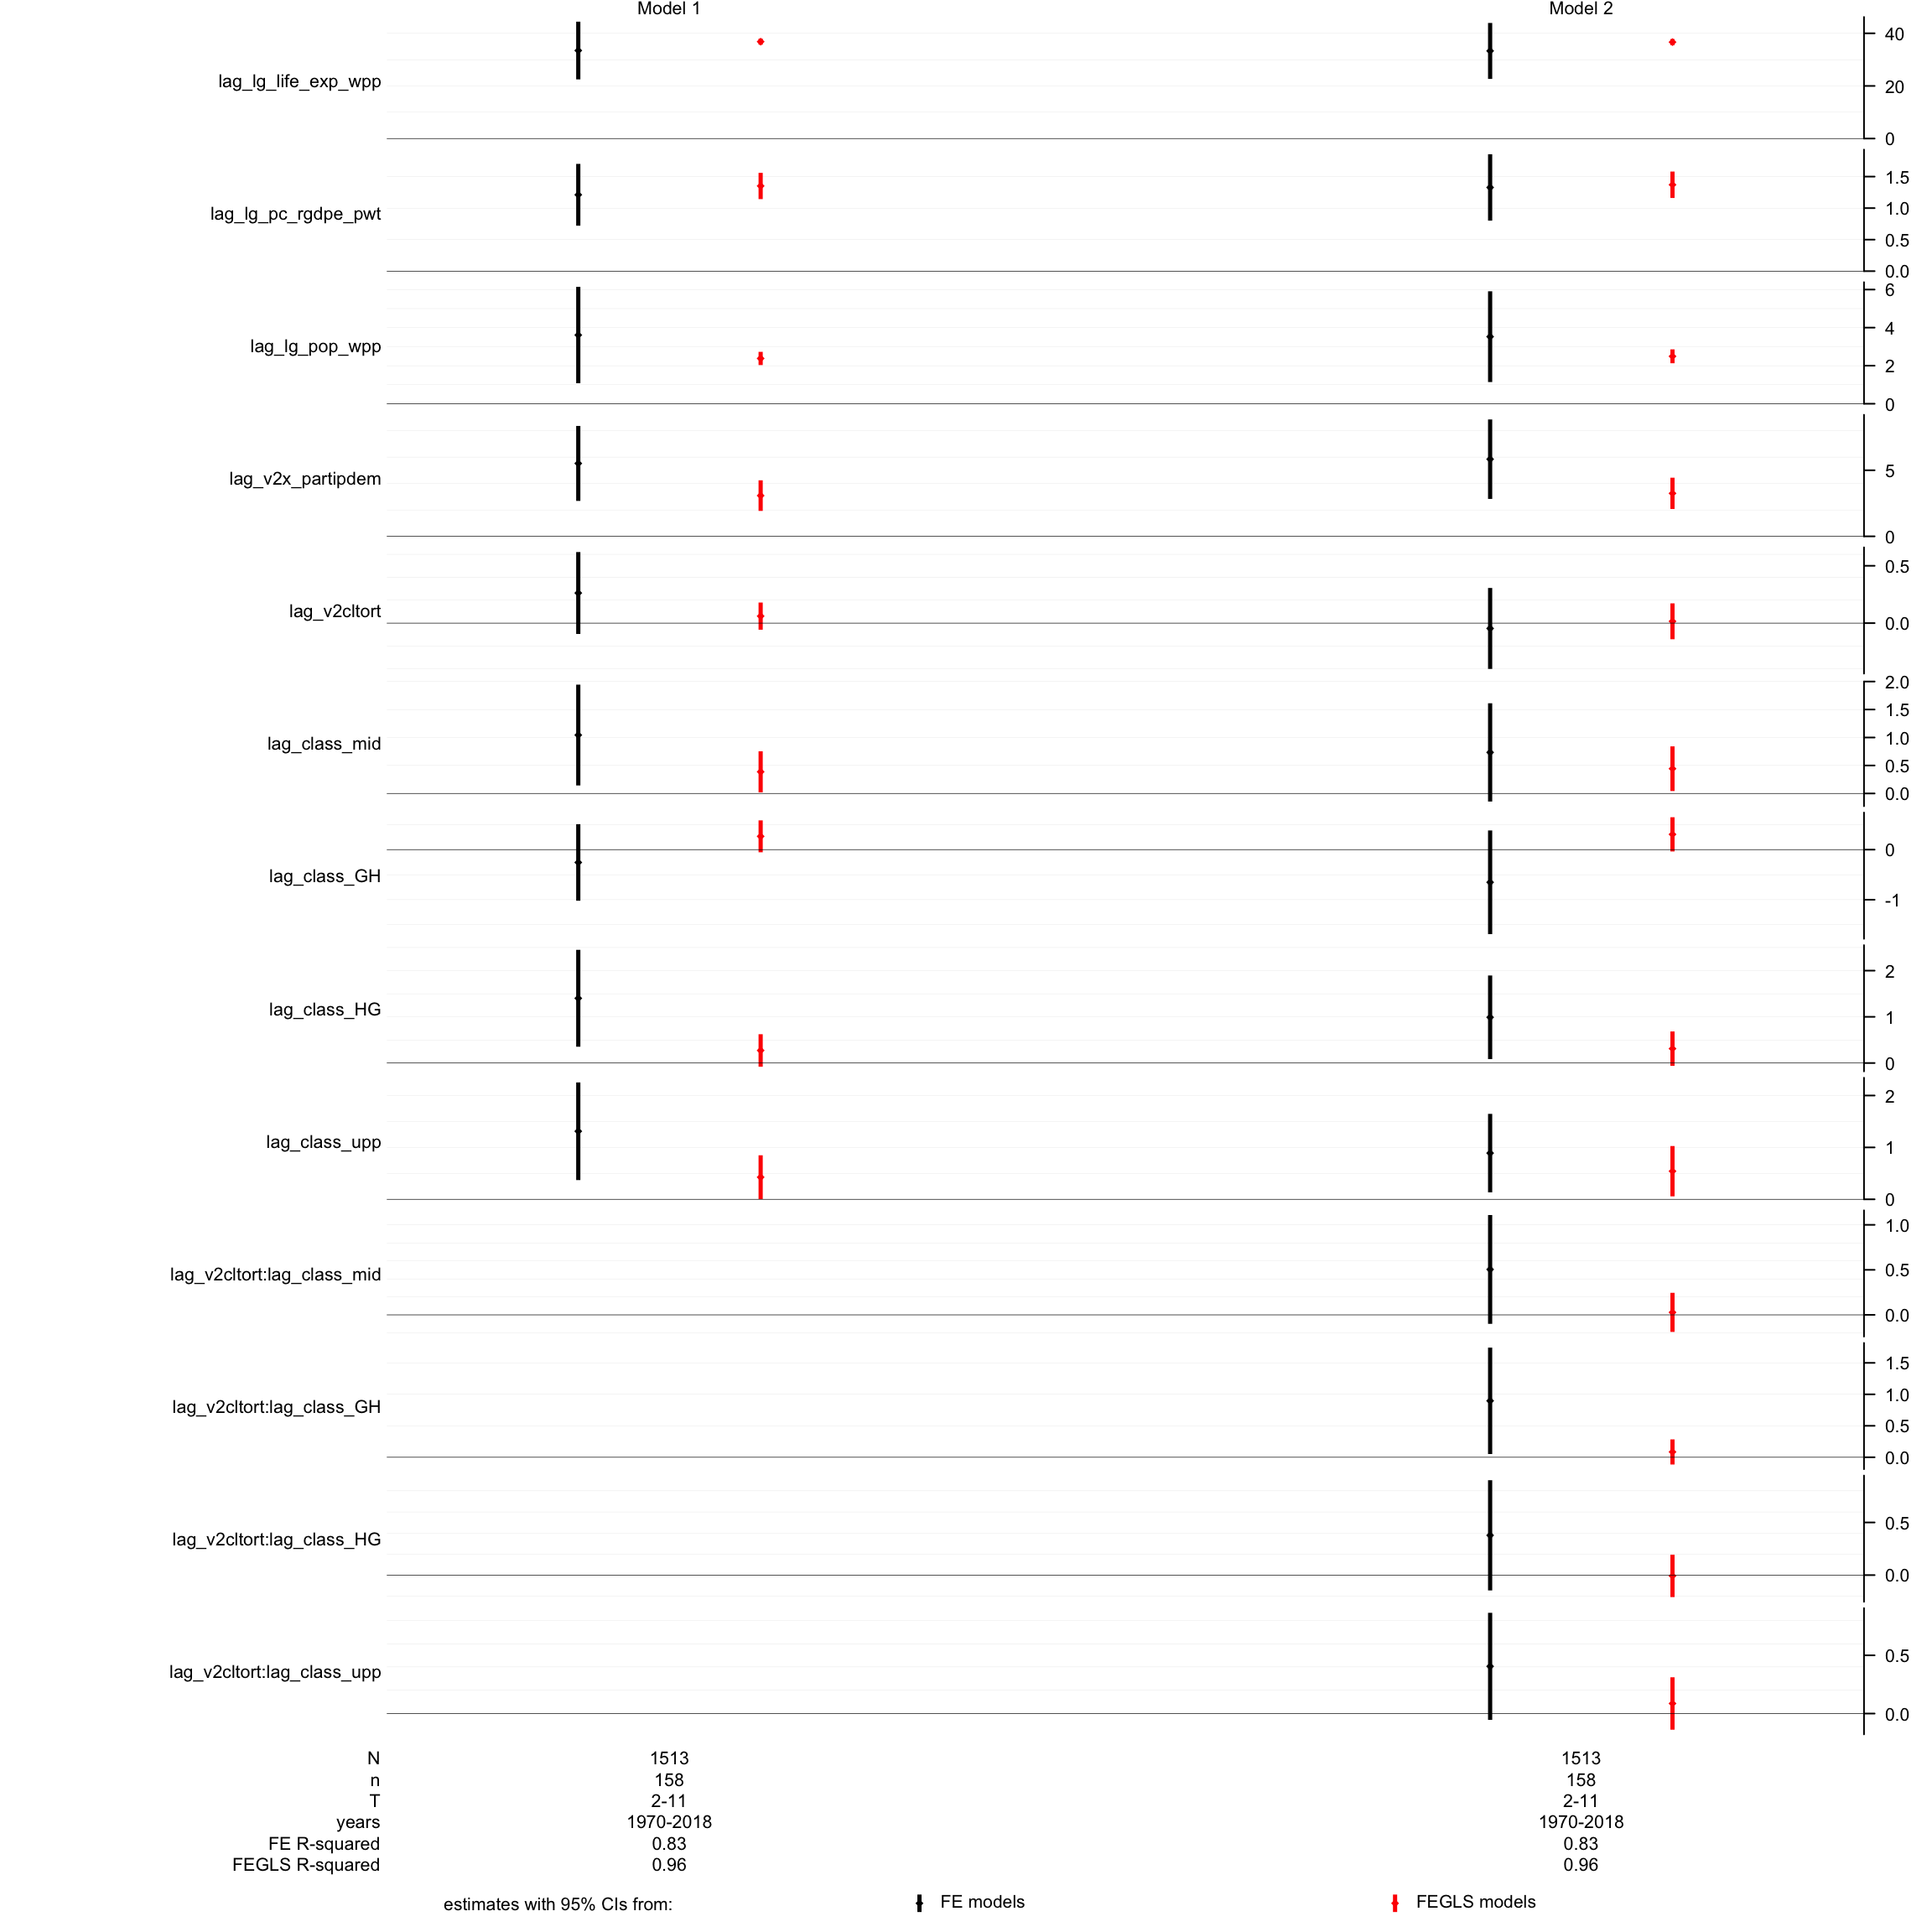 Model 1 Model 2
40
lag_lg_life_exp_wpp
20
0
1.5
lag_lg_pc_rgdpe_pwt
1.0
0.5
0.0
6
4
lag_lg_pop_wpp
2
0
lag_v2x_partipdem
5
0
0.5
lag_v2cltort
0.0
2.0
1.5
1.0
lag_class_mid
0.5
0.0
0
lag_class_GH
-1
2
lag_class_HG
1
0
2
lag_class_upp
1
0
1.0
lag_v2cltort:lag_class_mid
0.5
0.0
1.5
1.0
lag_v2cltort:lag_class_GH
0.5
0.0
0.5
lag_v2cltort:lag_class_HG
0.0
0.5
lag_v2cltort:lag_class_upp
0.0
N 1513 1513
n 158 158
T 2-11 2-11
years 1970-2018 1970-2018
FE R-squared 0.83 0.83
FEGLS R-squared 0.96 0.96
estimates with 95% CIs from: FE models FEGLS models